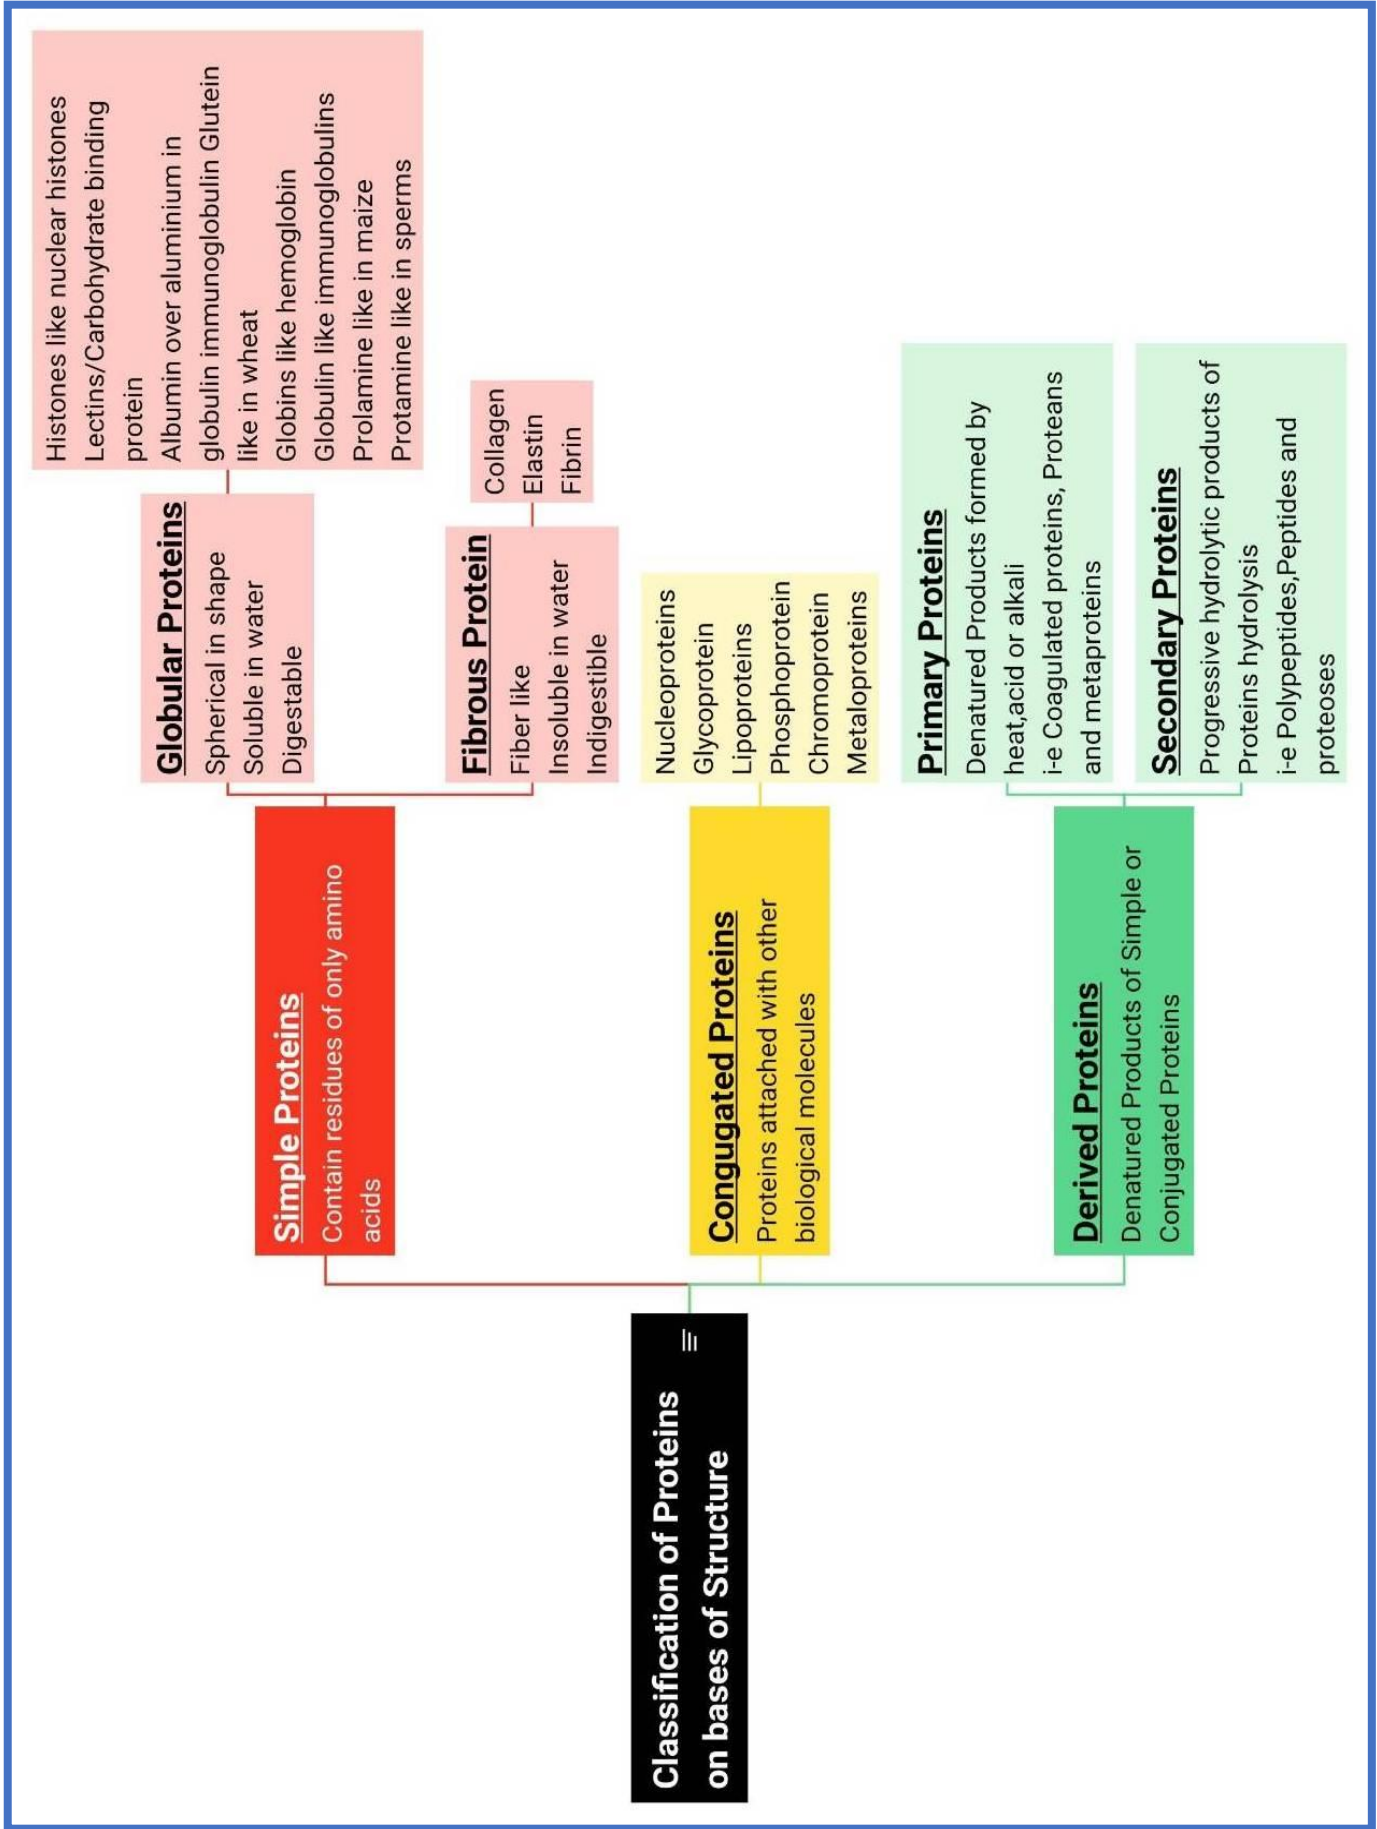 Classification of Proteins
on bases of Structure
Simple Proteins
Contain residues of only amino
acids
Globular Proteins
Spherical in shape
Soluble in water
Digestable
Histones like nuclear histones
Lectins/Carbohydrate binding
protein
Albumin over aluminium in
globulin immunoglobulin Glutein
like in wheat
Globins like hemoglobin
Globulin like immunoglobulins
Prolamine like in maize
Protamine like in sperms
Fibrous Protein
Fiber like
Insoluble in water
Indigestible
Collagen
Elastin
Fibrin
Congugated Proteins
Proteins attached with other
biological molecules
Nucleoproteins
Glycoprotein
Lipoproteins
Phosphoprotein
Chromoprotein
Metaloproteins
Derived Proteins
Denatured Products of Simple or
Conjugated Proteins
Primary Proteins
Denatured Products formed by
heat,acid or alkali
i-e Coagulated proteins, Proteans
and metaproteins
Secondary Proteins
Progressive hydrolytic products of
Proteins hydrolysis
i-e Polypeptides,Peptides and
proteoses